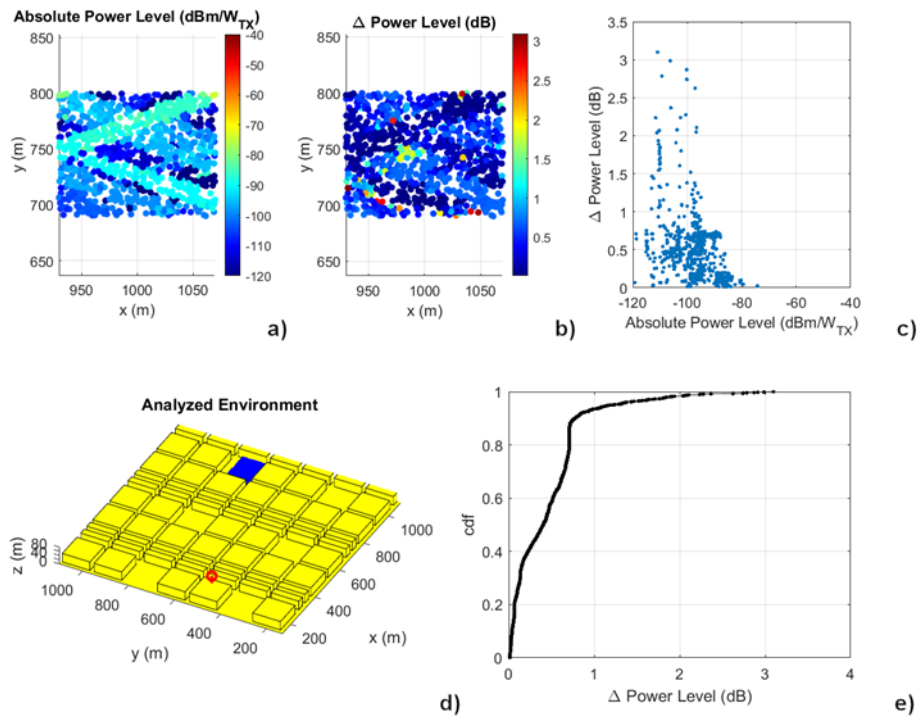 Absolute Power Level (dBm/W_TX)
850
800
750
700
650
y (m)
950 1000 1050
x (m)
-40
-50
-60
-70
-80
-90
-100
-110
-120
a)
Δ Power Level (dB)
850
800
750
700
650
y (m)
950 1000 1050
x (m)
3
2.5
2
1.5
1
0.5
b)
3.5
3
2.5
2
1.5
1
0.5
0
Δ Power Level (dB)
-120 -100 -80 -60 -40
Absolute Power Level (dBm/W_TX)
c)
Analyzed Environment
z (m)
80
40
0
1000
800
600
400
200
y (m)
200
400
600
800
1000
x (m)
d)
1
0.8
0.6
0.4
0.2
0
cdf
0 1 2 3 4
Δ Power Level (dB)
e)